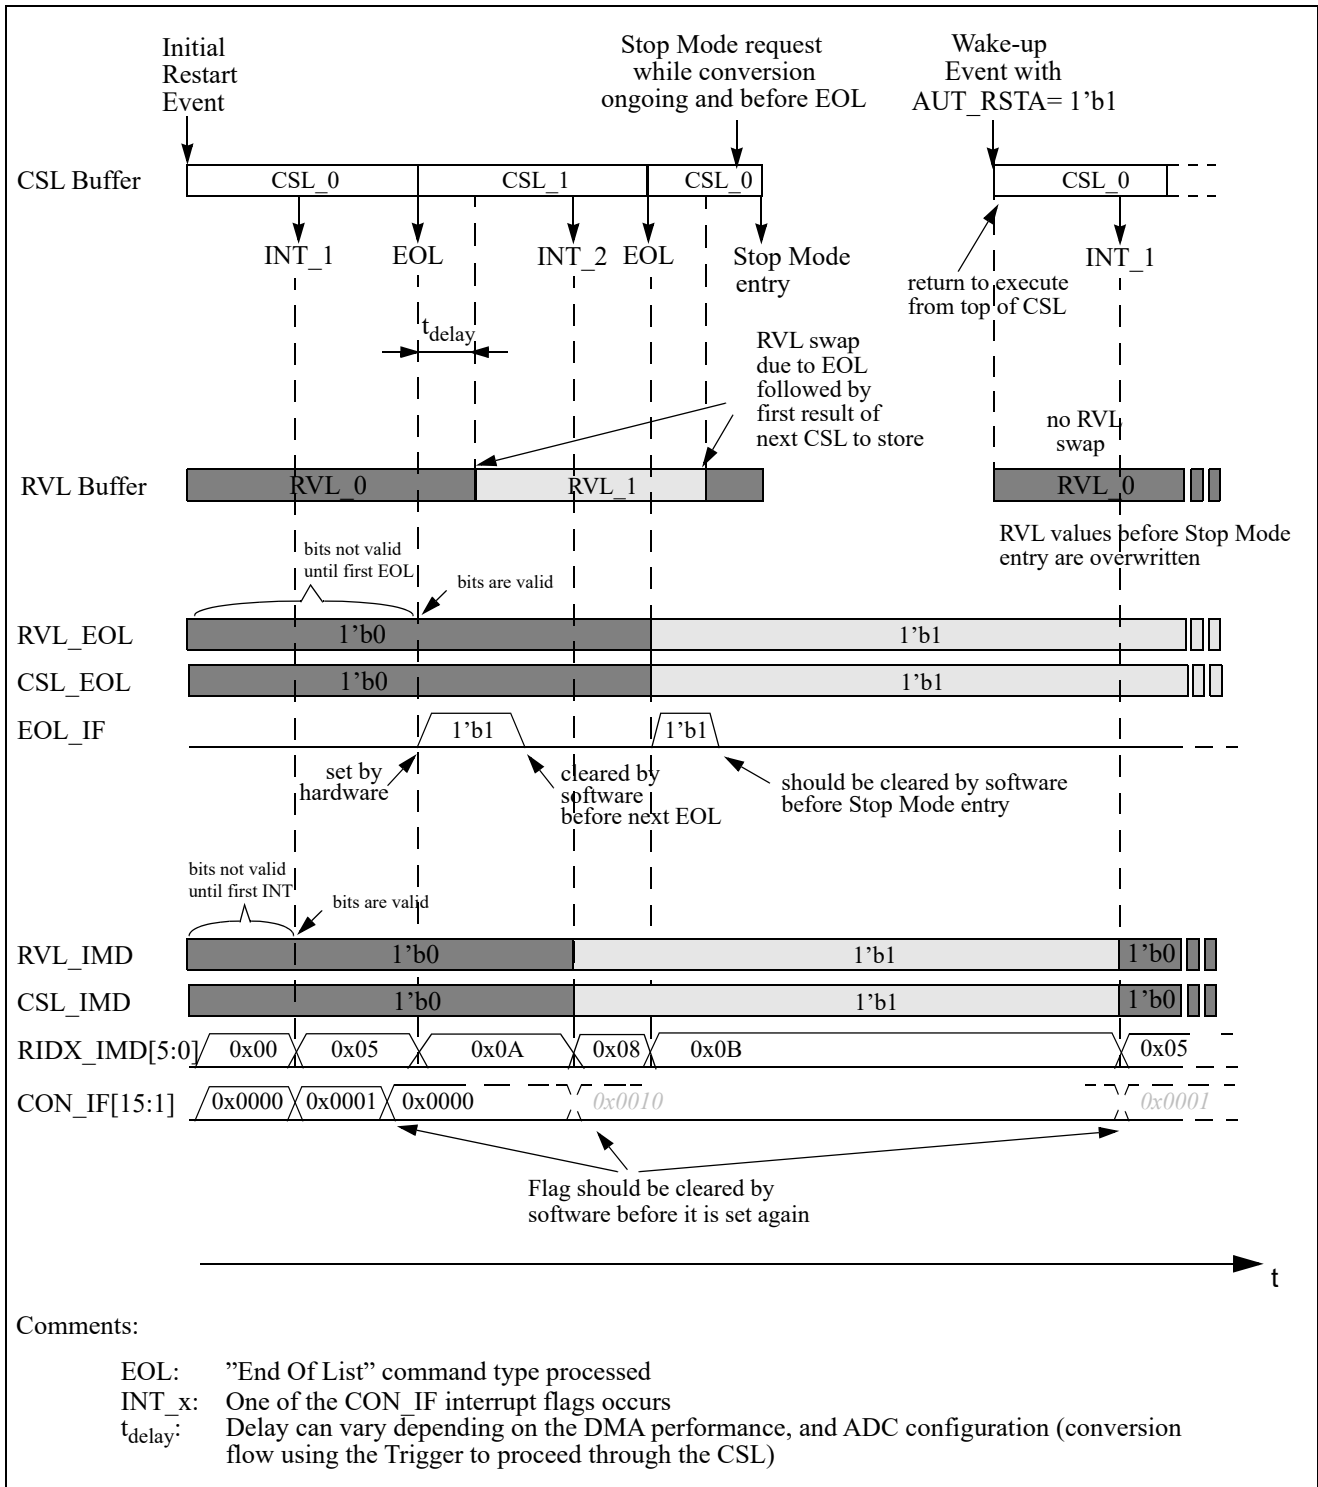 Initial
Restart
Event
Stop Mode request
while conversion
ongoing and before EOL
Wake-up
Event with
AUT_RSTA= 1’b1
CSL Buffer
CSL_0
CSL_1
CSL_0
CSL_0
INT_1
EOL
INT_2
EOL
Stop Mode
entry
INT_1
return to execute
from top of CSL
tdelay
RVL swap
due to EOL
followed by
first result of
next CSL to store
no RVL
swap
RVL Buffer
RVL_0
RVL_1
RVL_0
RVL values before Stop Mode
entry are overwritten
bits not valid
until first EOL
bits are valid
RVL_EOL
1’b0
1’b1
CSL_EOL
1’b0
1’b1
EOL_IF
1’b1
1’b1
set by
hardware
cleared by
software
before next EOL
should be cleared by software
before Stop Mode entry
bits not valid
until first INT
bits are valid
RVL_IMD
1’b0
1’b1
1’b0
CSL_IMD
1’b0
1’b1
1’b0
RIDX_IMD[5:0]
0x00
0x05
0x0A
0x08
0x0B
0x05
CON_IF[15:1]
0x0000
0x0001
0x0000
0x0010
0x0001
Flag should be cleared by
software before it is set again
t
Comments:
EOL: ”End Of List” command type processed
INT_x: One of the CON_IF interrupt flags occurs
tdelay: Delay can vary depending on the DMA performance, and ADC configuration (conversion
flow using the Trigger to proceed through the CSL)